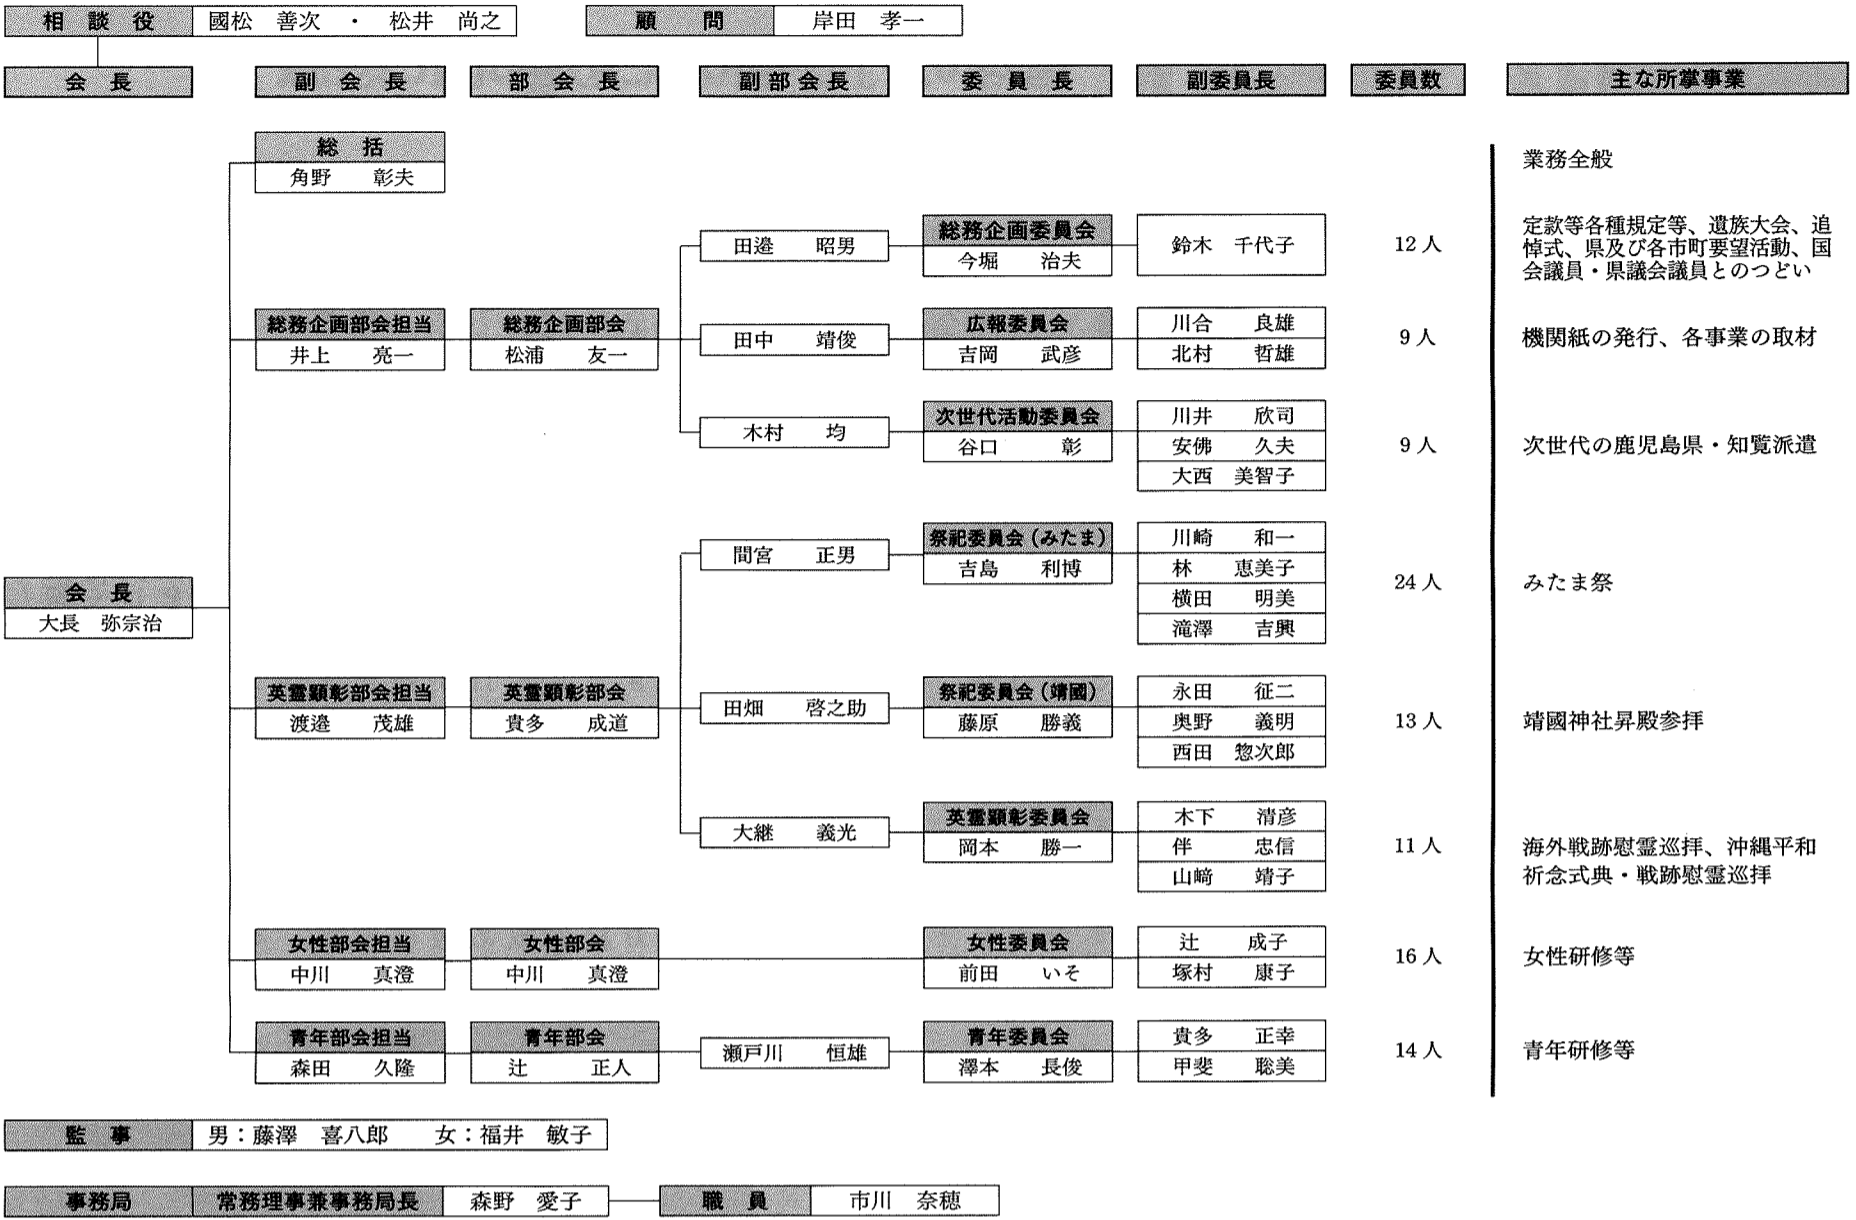 相談役 國松 善次 ・ 松井 尚之 顧問 岸田 孝一
会長 副会長 部会長 副部会長 委員長 副委員長 委員数 主な所掌事業
総括
角野 彰夫
業務全般
田邉 昭男
総務企画委員会
今堀 治夫
鈴木 千代子
12人
定款等各種規定等、遺族大会、追
悼式、県及び各市町要望活動、国
会議員・県議会議員とのつどい
総務企画部会担当
井上 亮一
総務企画部会
松浦 友一
田中 靖俊
広報委員会
吉岡 武彦
川合 良雄
北村 哲雄
9人
機関紙の発行、各事業の取材
木村 均
次世代活動委員会
谷口 彰
川井 欣司
安佛 久夫
大西 美智子
9人
次世代の鹿児島県・知覧派遣
会長
大長 弥宗治
間宮 正男
祭祀委員会(みたま)
吉島 利博
川崎 和一
林 恵美子
横田 明美
滝澤 吉興
24人
みたま祭
英霊顕彰部会担当
渡邉 茂雄
英霊顕彰部会
貴多 成道
田畑 啓之助
祭祀委員会(靖國)
藤原 勝義
永田 征二
奥野 義明
西田 惣次郎
13人
靖國神社昇殿参拝
大継 義光
英霊顕彰委員会
岡本 勝一
木下 清彦
伴 忠信
山﨑 靖子
11人
海外戦跡慰霊巡拝、沖縄平和
祈念式典・戦跡慰霊巡拝
女性部会担当
中川 真澄
女性部会
中川 真澄
女性委員会
前田 いそ
辻 成子
塚村 康子
16人
女性研修等
青年部会担当
森田 久隆
青年部会
辻 正人
瀬戸川 恒雄
青年委員会
澤本 長俊
貴多 正幸
甲斐 聡美
14人
青年研修等
監事 男：藤澤 喜八郎 女：福井 敏子
事務局 常務理事兼事務局長 森野 愛子 職員 市川 奈穂